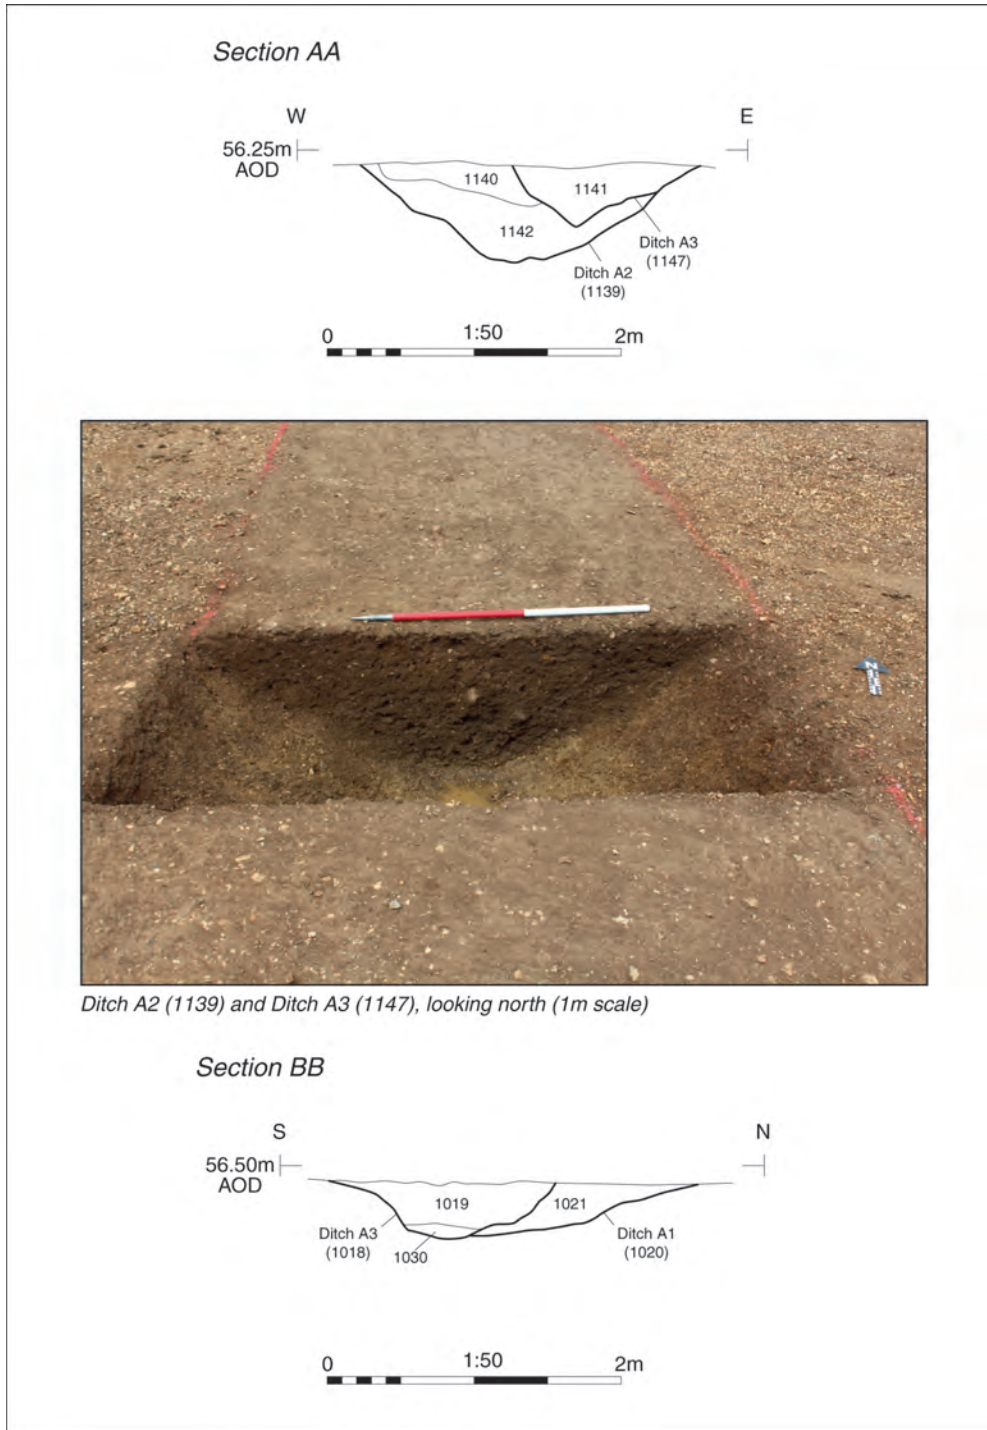 Section AA
W
E
56.25m
AOD
1140
1141
1142
Ditch A3
(1147)
Ditch A2
(1139)
0
1:50
2m
N
Ditch A2 (1139) and Ditch A3 (1147), looking north (1m scale)
Section BB
S
N
56.50m
AOD
1019
1021
Ditch A3
(1018)
1030
Ditch A1
(1020)
0
1:50
2m